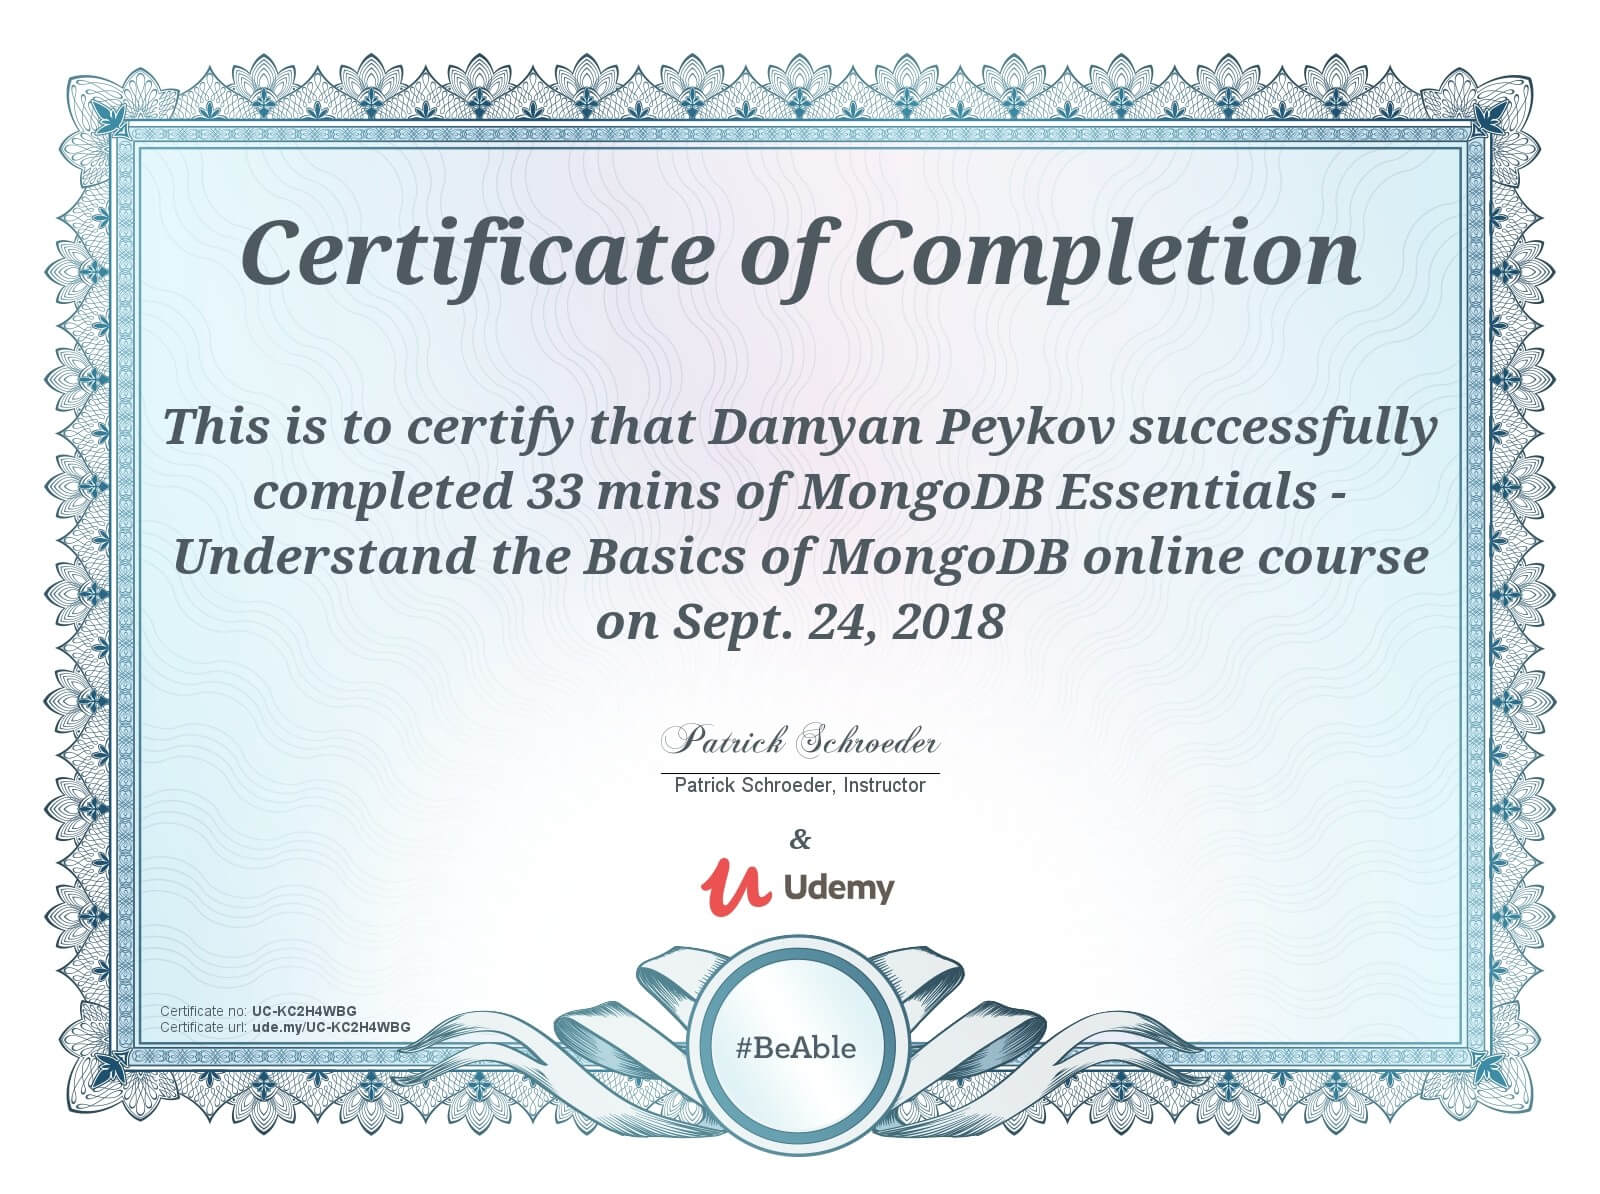 Certificate of Completion
This is to certify that Damyan Peykov successfully
completed 33 mins of MongoDB Essentials -
Understand the Basics of MongoDB online course
on Sept. 24, 2018
Patrick Schroeder
Patrick Schroeder, Instructor
&
Udemy
Certificate no: UC-KC2H4WBG
Certificate url: ude.my/UC-KC2H4WBG
#BeAble